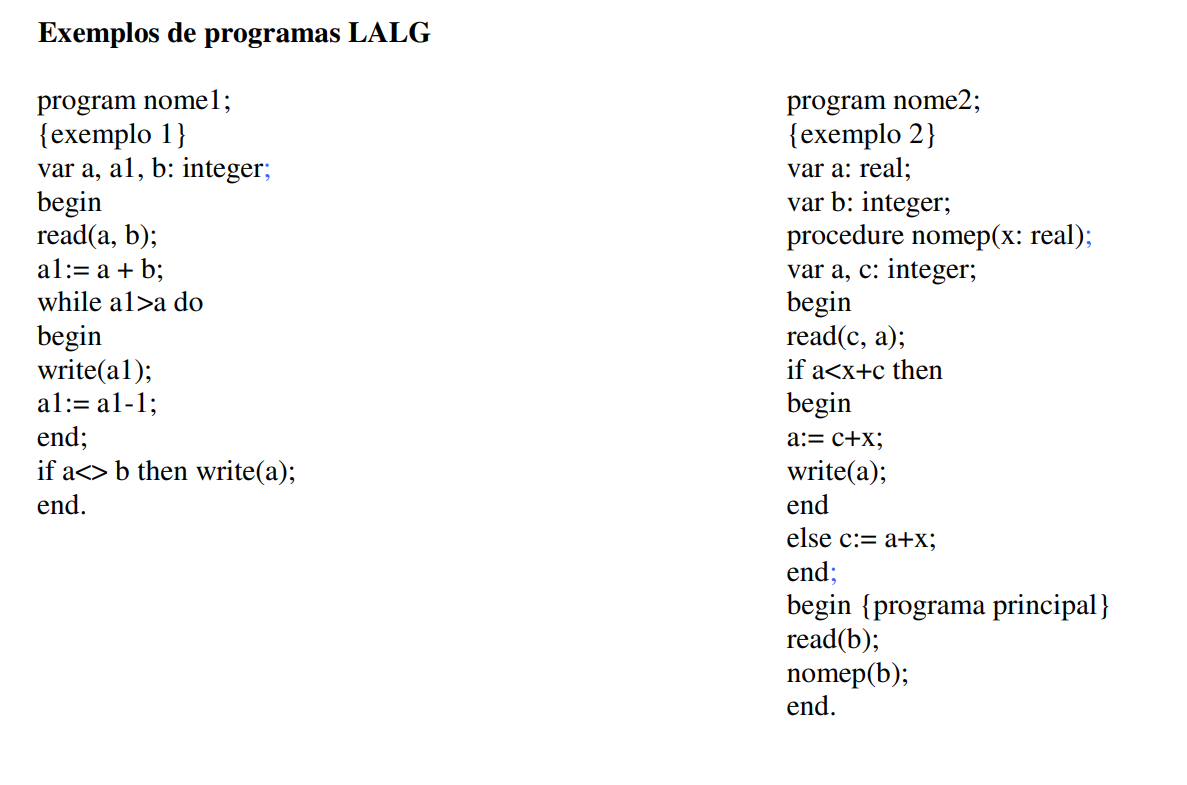 Exemplos de programas LALG
program nome1;
{exemplo 1}
var a, a1, b: integer;
begin
read(a, b);
a1:= a + b;
while a1>a do
begin
write(a1);
a1:= a1-1;
end;
if a<> b then write(a);
end.
program nome2;
{exemplo 2}
var a: real;
var b: integer;
procedure nomep(x: real);
var a, c: integer;
begin
read(c, a);
if a<x+c then
begin
a:= c+x;
write(a);
end
else c:= a+x;
end;
begin {programa principal}
read(b);
nomep(b);
end.